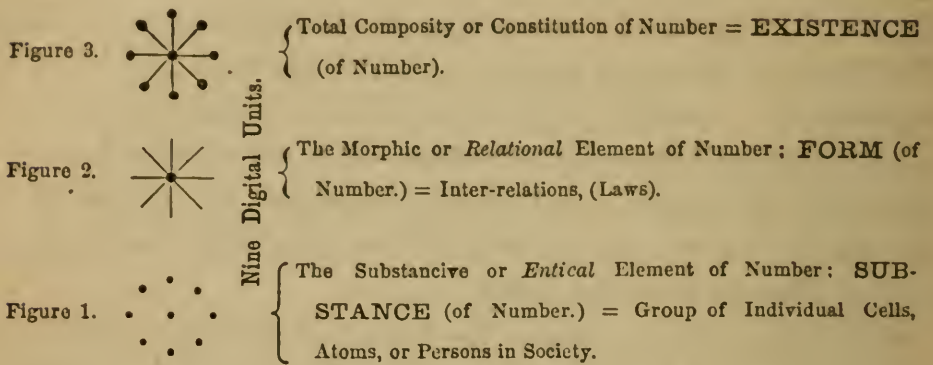 Figure 3.
Total Composity or Constitution of Number = EXISTENCE
(of Number).
Nine Digital Units.
Figure 2.
The Morphic or Relational Element of Number; FORM (of
Number.) = Inter-relations, (Laws).
Figure 1.
The Substancive or Entical Element of Number: SUB-
STANCE (of Number.) = Group of Individual Cells,
Atoms, or Persons in Society.